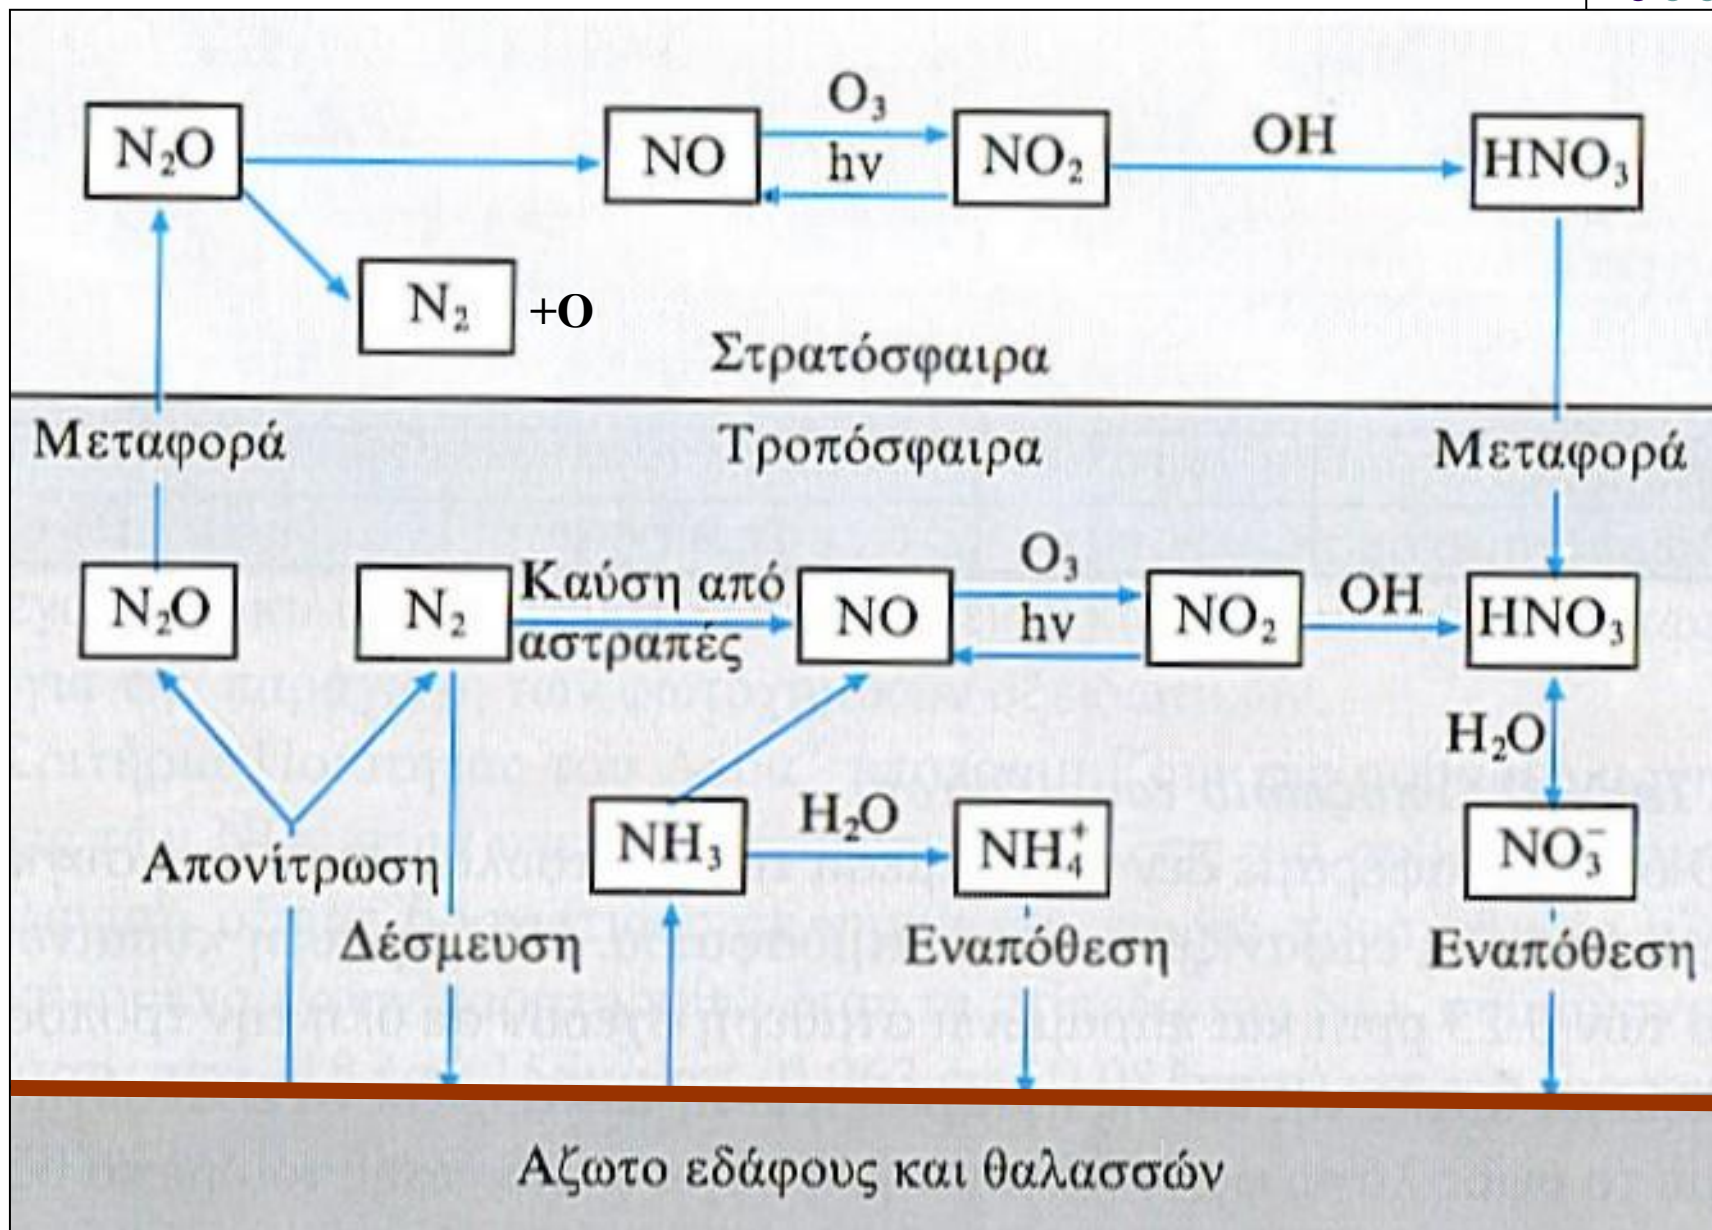 O₃
N₂O NO hν NO₂ OH HNO₃
N₂ +O
Στρατόσφαιρα
Μεταφορά Τροπόσφαιρα Μεταφορά
N₂O N₂ Καύση από αστραπές NO O₃ hν NO₂ OH HNO₃
H₂O
NH₃ H₂O NH₄⁺ NO₃⁻
Απονίτρωση
Δέσμευση Εναπόθεση Εναπόθεση
Αζωτο εδάφους και θαλασσών